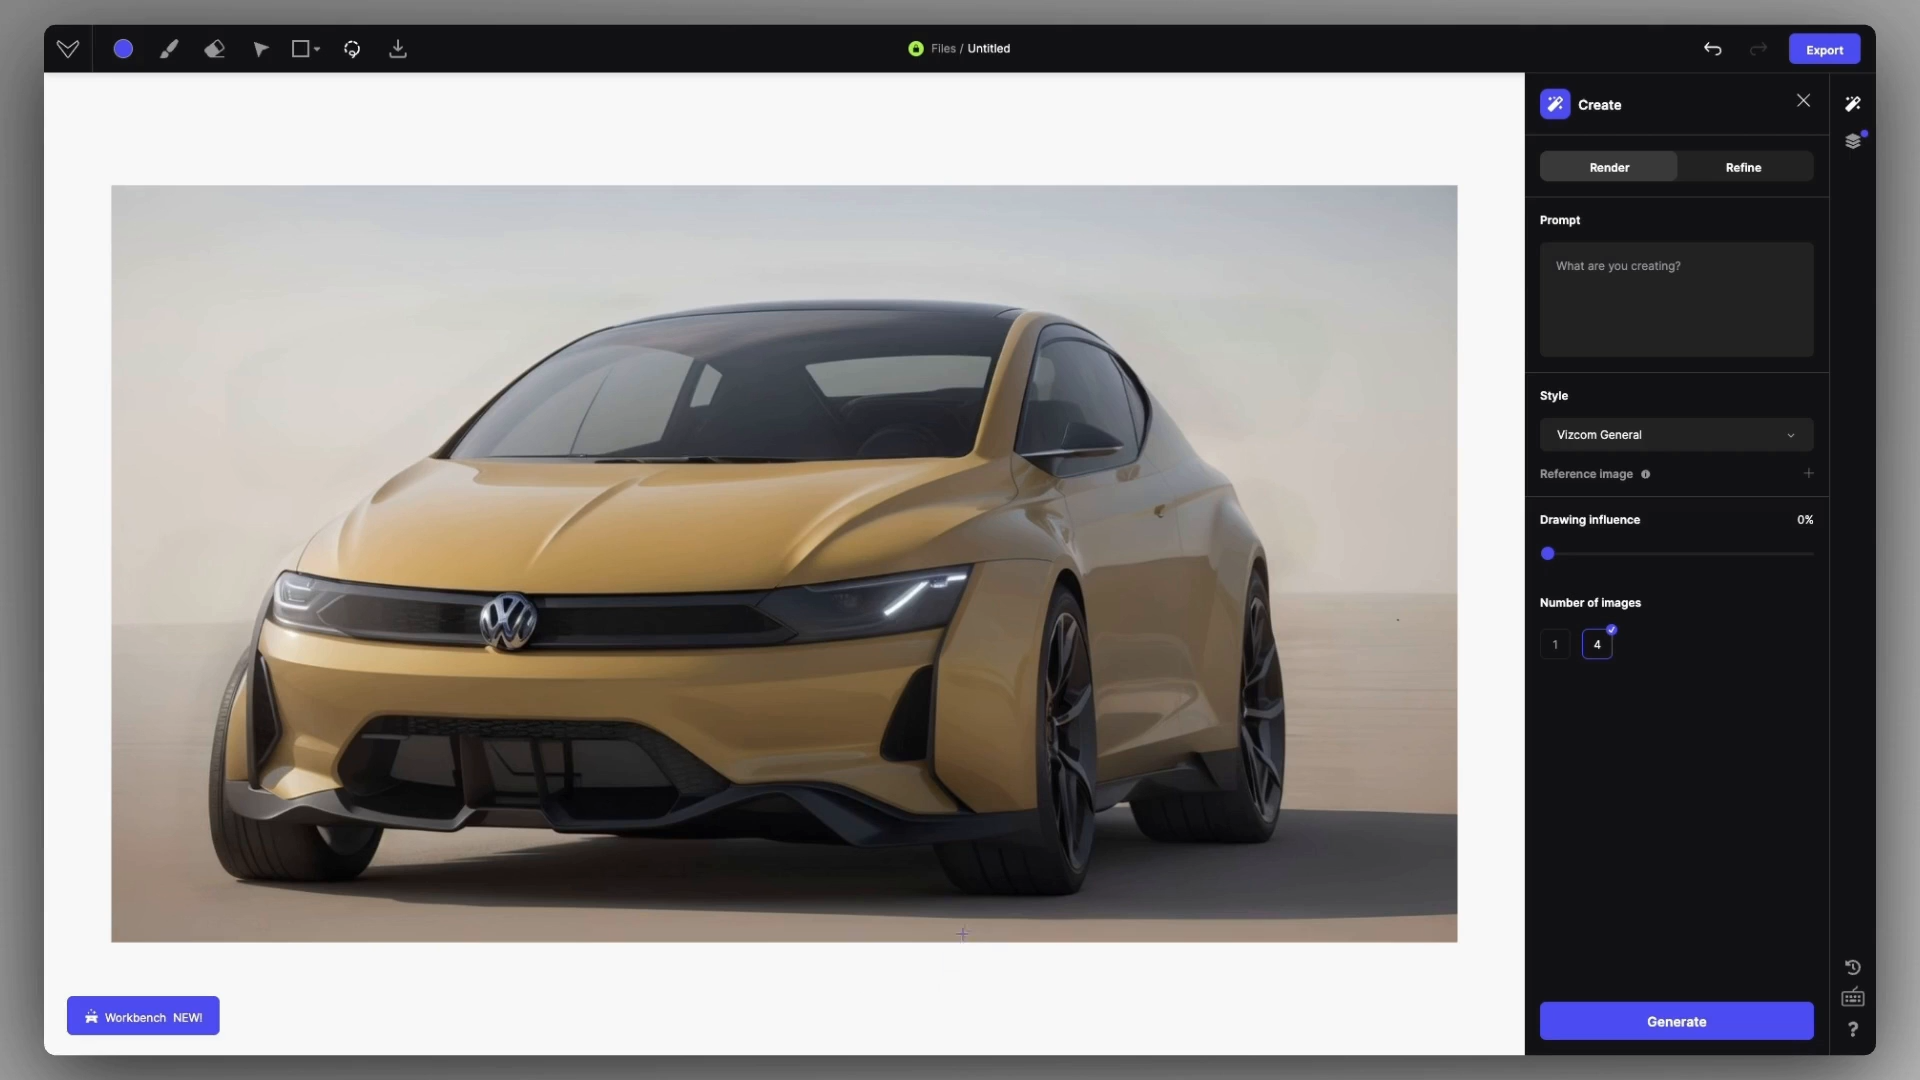 Files / Untitled
Export
Create
Render
Refine
Prompt
What are you creating?
Style
Vizcom General
Reference image
Drawing influence
0%
Number of images
1
4
Workbench NEW!
Generate